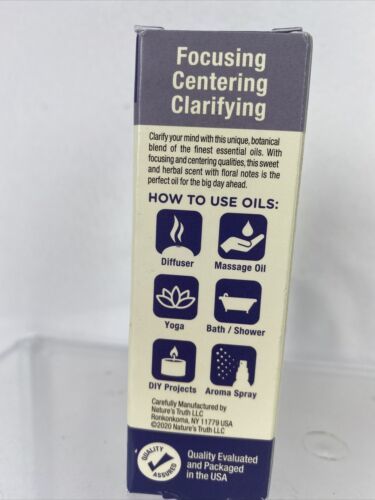 Focusing
Centering
Clarifying
Clarify your mind with this unique, botanical
blend of the finest essential oils. With
focusing and centering qualities, this sweet
and herbal scent with floral notes is the
perfect oil for the big day ahead.
HOW TO USE OILS:
Diffuser
Massage Oil
Yoga
Bath / Shower
DIY Projects
Aroma Spray
Carefully Manufactured by
Nature's Truth LLC
Ronkonkoma, NY 11779 USA
©2020 Nature's Truth LLC
QUALITY
ASSURED
Quality Evaluated
and Packaged
in the USA